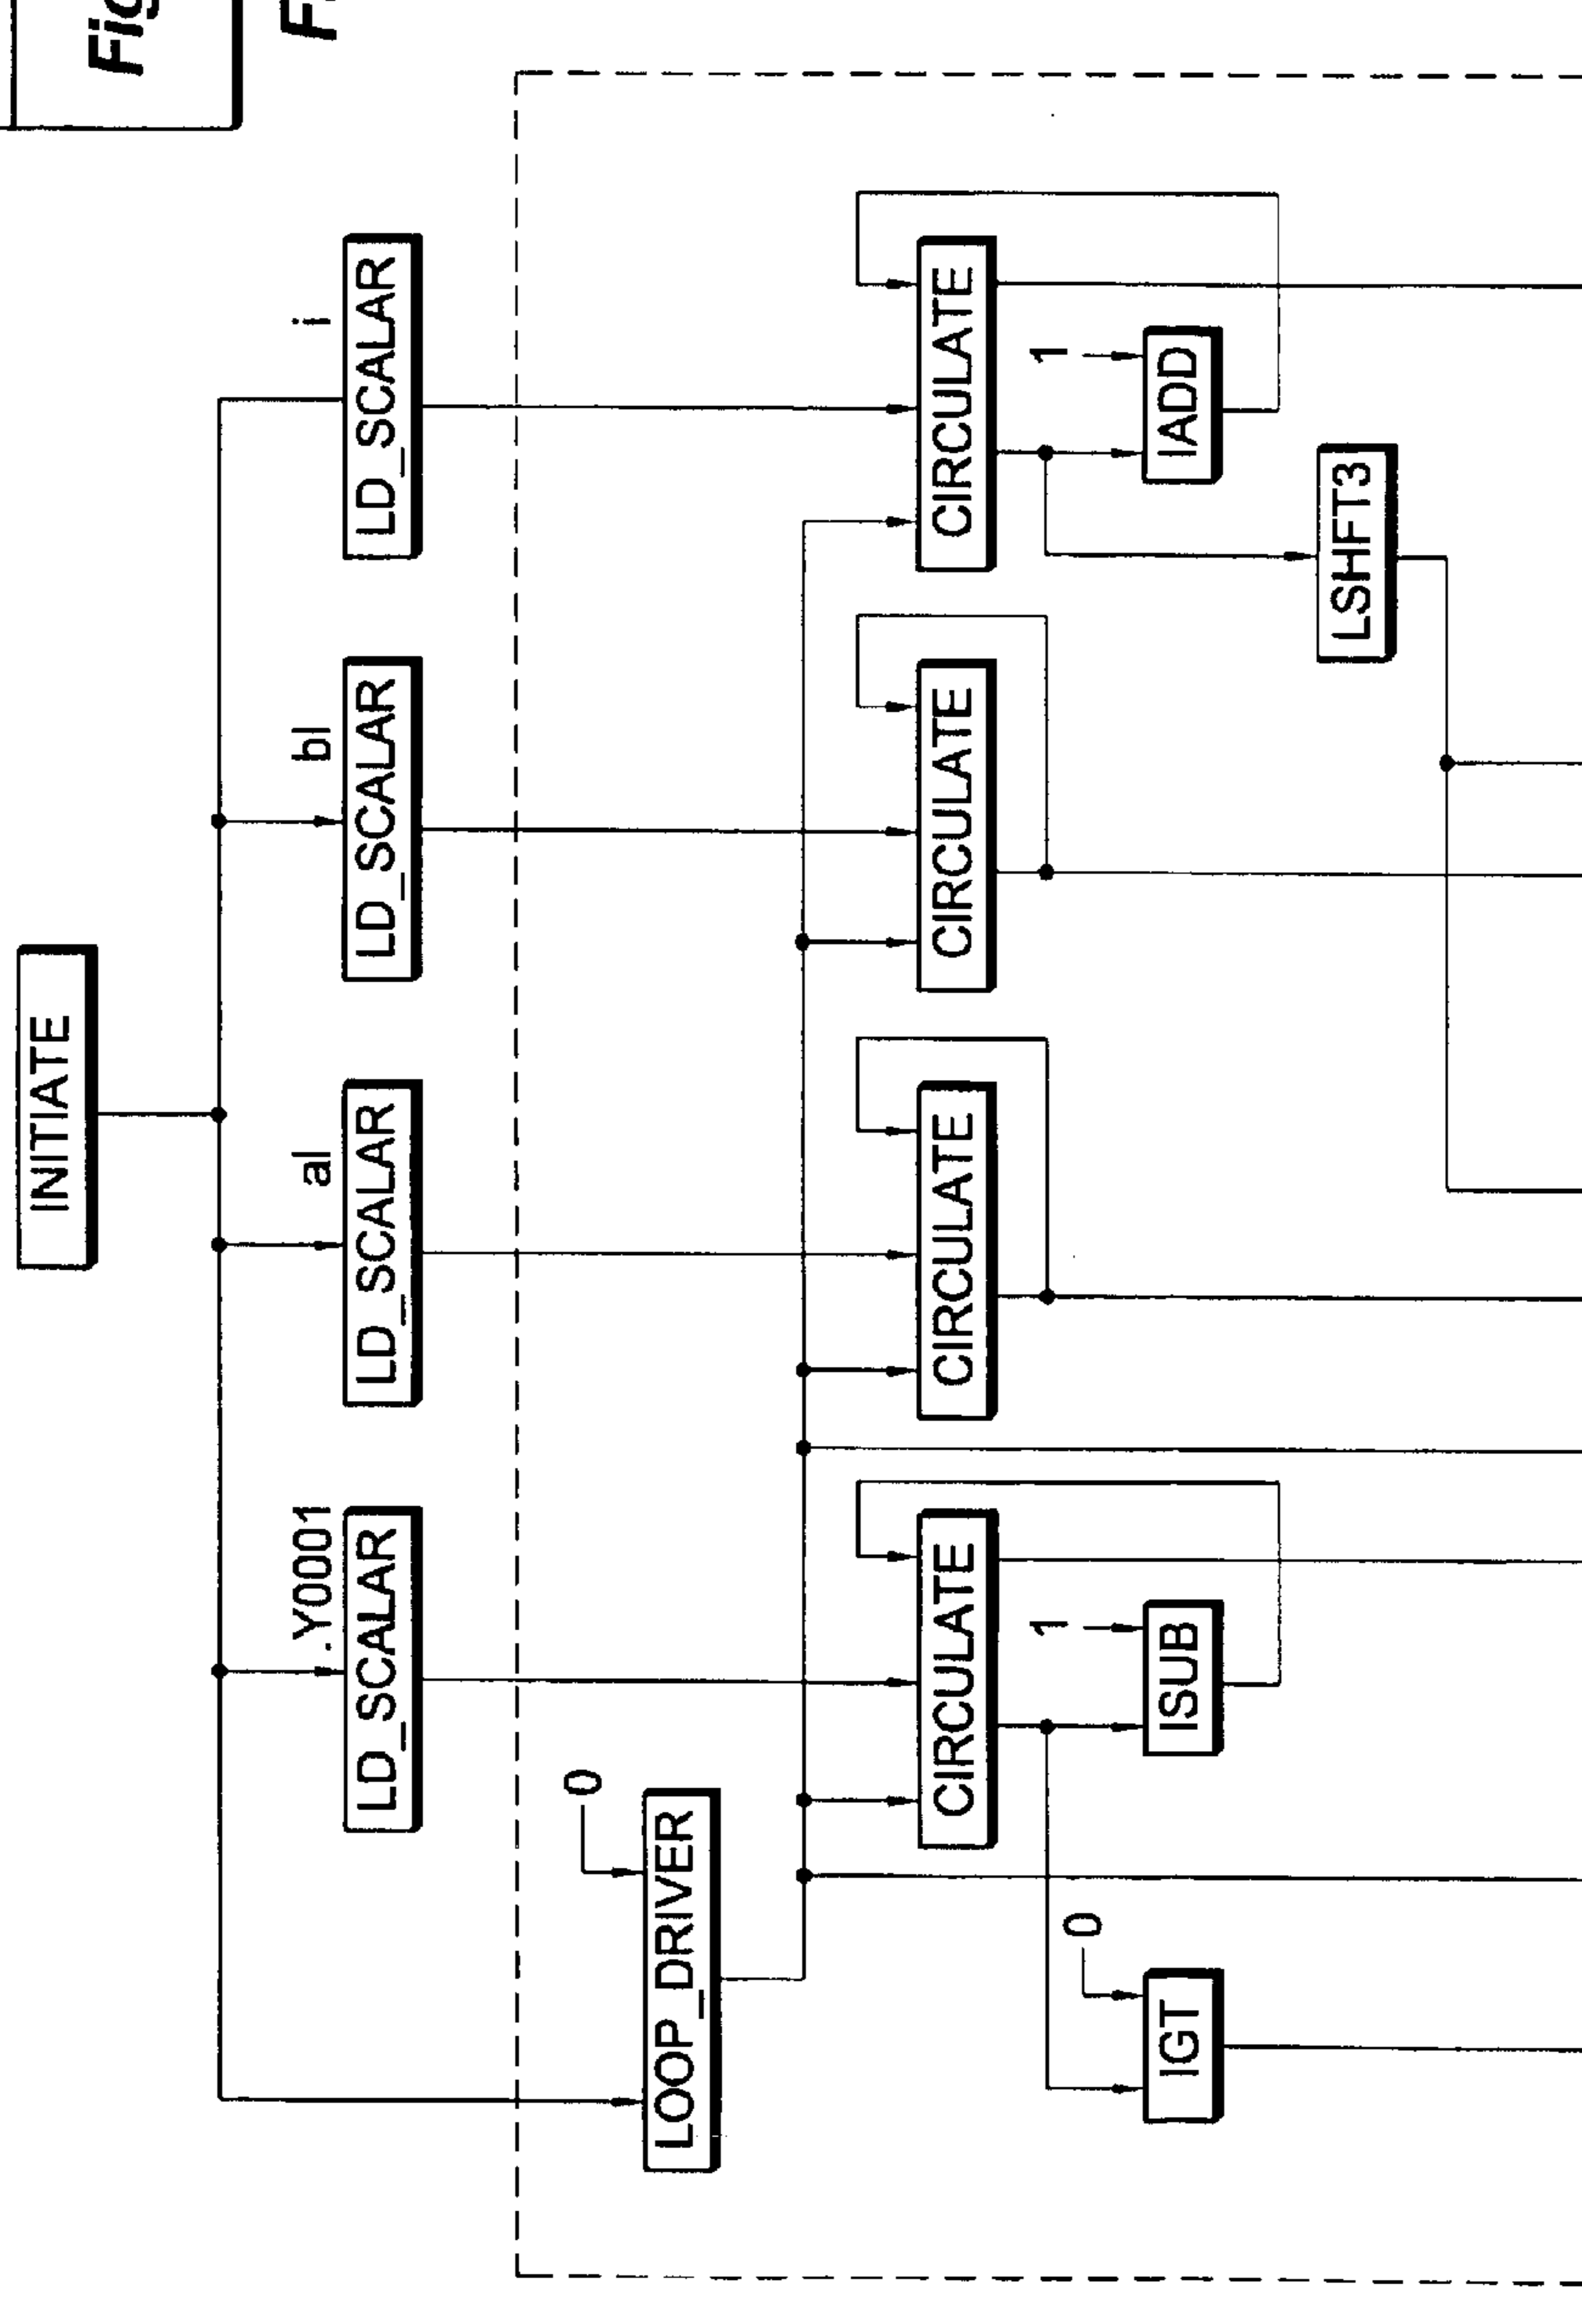 Fig
F
INITIATE
.Y0001
al
bl
i
LD_SCALAR
LD_SCALAR
LD_SCALAR
LD_SCALAR
0
LOOP_DRIVER
CIRCULATE
CIRCULATE
CIRCULATE
CIRCULATE
0
1
1
IGT
ISUB
IADD
LSHFT3